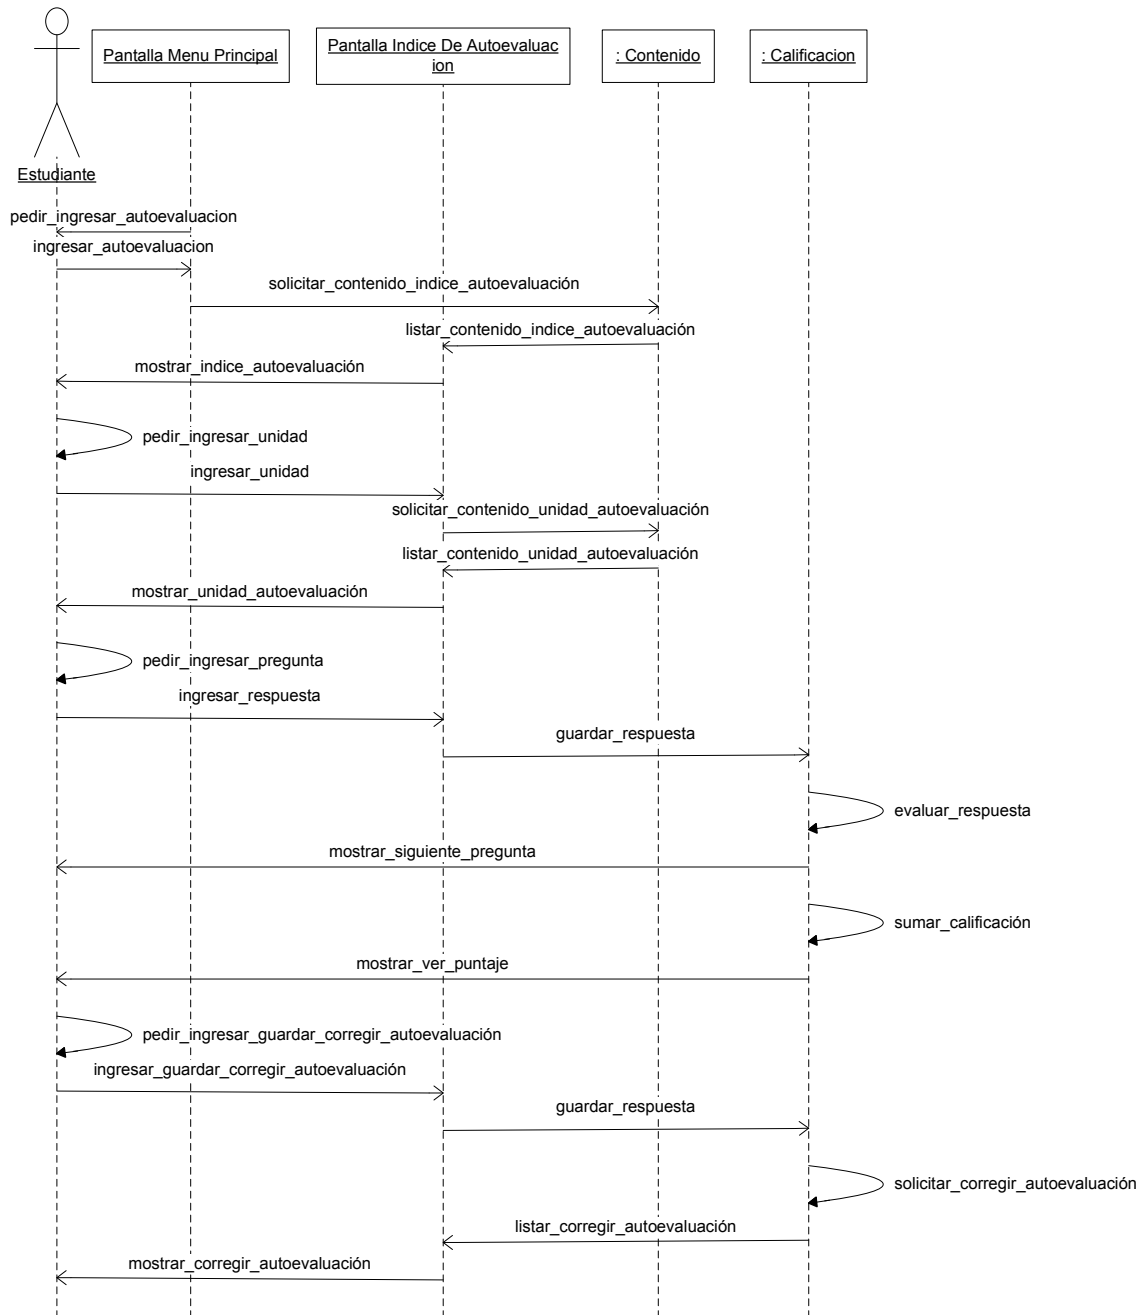 Pantalla Menu Principal
Pantalla Indice De Autoevaluac
ion
: Contenido
: Calificacion
Estudiante
pedir_ingresar_autoevaluacion
ingresar_autoevaluacion
solicitar_contenido_indice_autoevaluación
listar_contenido_indice_autoevaluación
mostrar_indice_autoevaluación
pedir_ingresar_unidad
ingresar_unidad
solicitar_contenido_unidad_autoevaluación
listar_contenido_unidad_autoevaluación
mostrar_unidad_autoevaluación
pedir_ingresar_pregunta
ingresar_respuesta
guardar_respuesta
evaluar_respuesta
mostrar_siguiente_pregunta
sumar_calificación
mostrar_ver_puntaje
pedir_ingresar_guardar_corregir_autoevaluación
ingresar_guardar_corregir_autoevaluación
guardar_respuesta
solicitar_corregir_autoevaluación
listar_corregir_autoevaluación
mostrar_corregir_autoevaluación